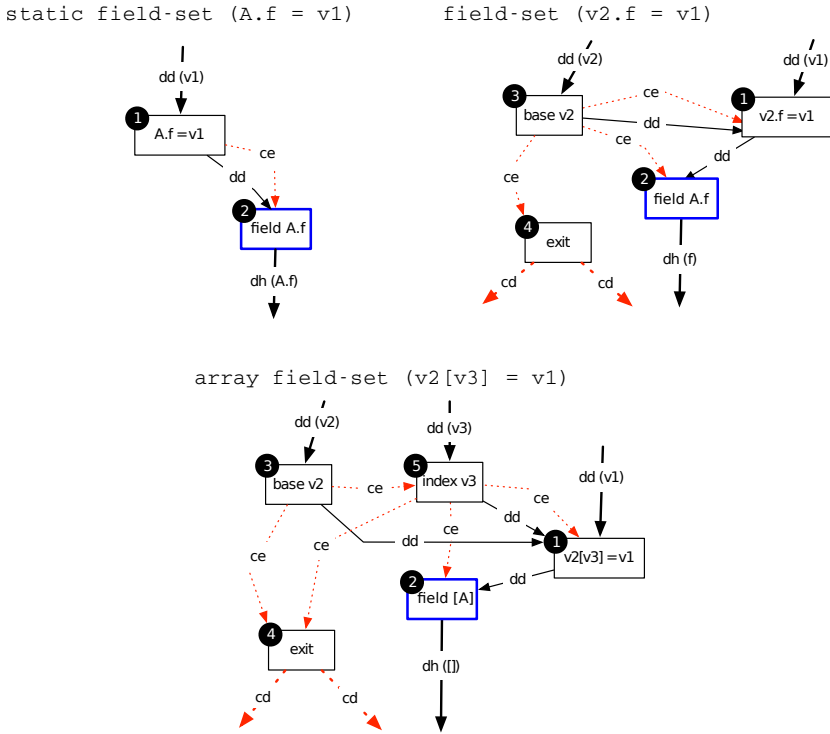 static field-set (A.f = v1)
field-set (v2.f = v1)
dd (v1)
1
A.f = v1
ce
dd
2
field A.f
dh (A.f)
dd (v2)
dd (v1)
3
base v2
ce
1
v2.f = v1
dd
ce
ce
dd
2
field A.f
4
exit
dh (f)
cd
cd
array field-set (v2[v3] = v1)
dd (v2)
dd (v3)
dd (v1)
3
base v2
ce
5
index v3
ce
dd
ce
ce
ce
dd
1
v2[v3] = v1
dd
2
field [A]
4
exit
dh ([])
cd
cd